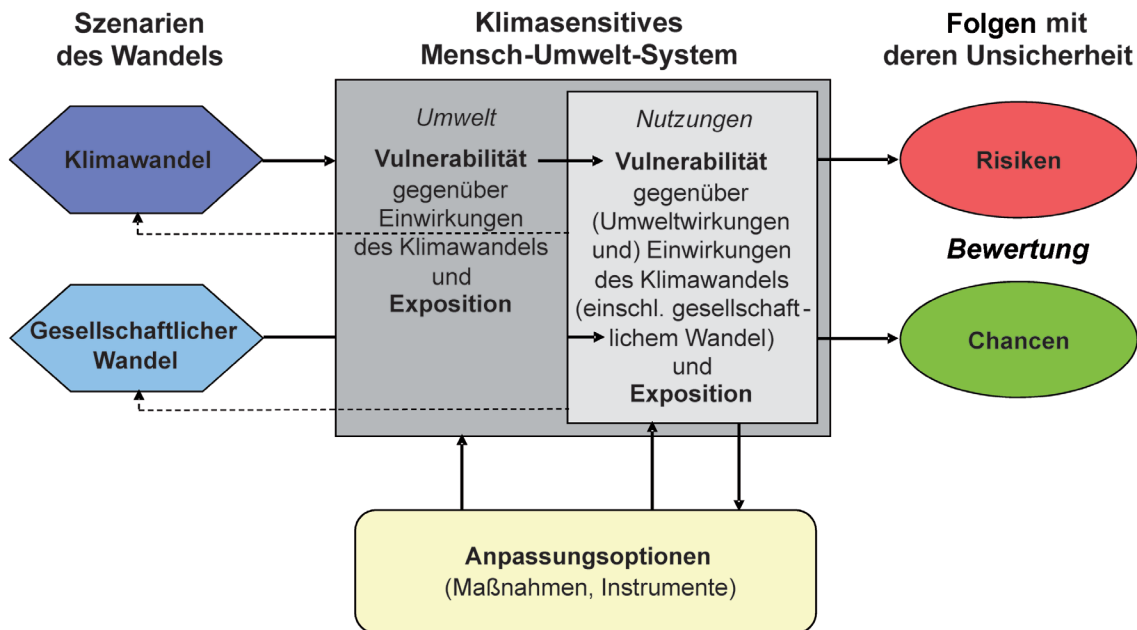 Szenarien
des Wandels
Klimasensitives
Mensch-Umwelt-System
Folgen mit
deren Unsicherheit
Klimawandel
Gesellschaftlicher
Wandel
Umwelt
Vulnerabilität
gegenüber
Einwirkungen
des Klimawandels
und
Exposition
Nutzungen
Vulnerabilität
gegenüber
(Umweltwirkungen
und) Einwirkungen
des Klimawandels
(einschl. gesellschaft-
lichem Wandel)
und
Exposition
Risiken
Bewertung
Chancen
Anpassungsoptionen
(Maßnahmen, Instrumente)